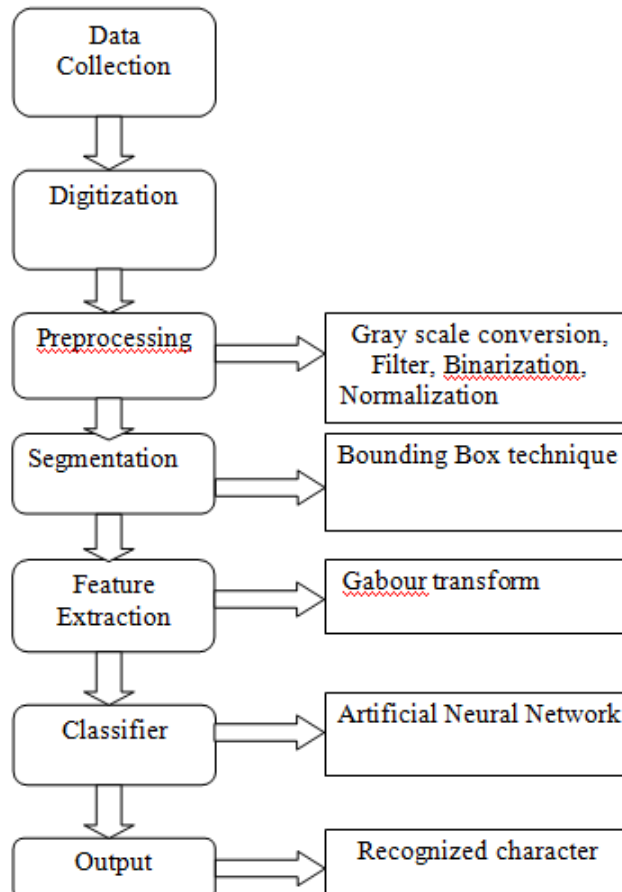 Data
Collection
Digitization
Preprocessing
Gray scale conversion,
Filter, Binarization,
Normalization
Segmentation
Bounding Box technique
Feature
Extraction
Gabour transform
Classifier
Artificial Neural Network
Output
Recognized character